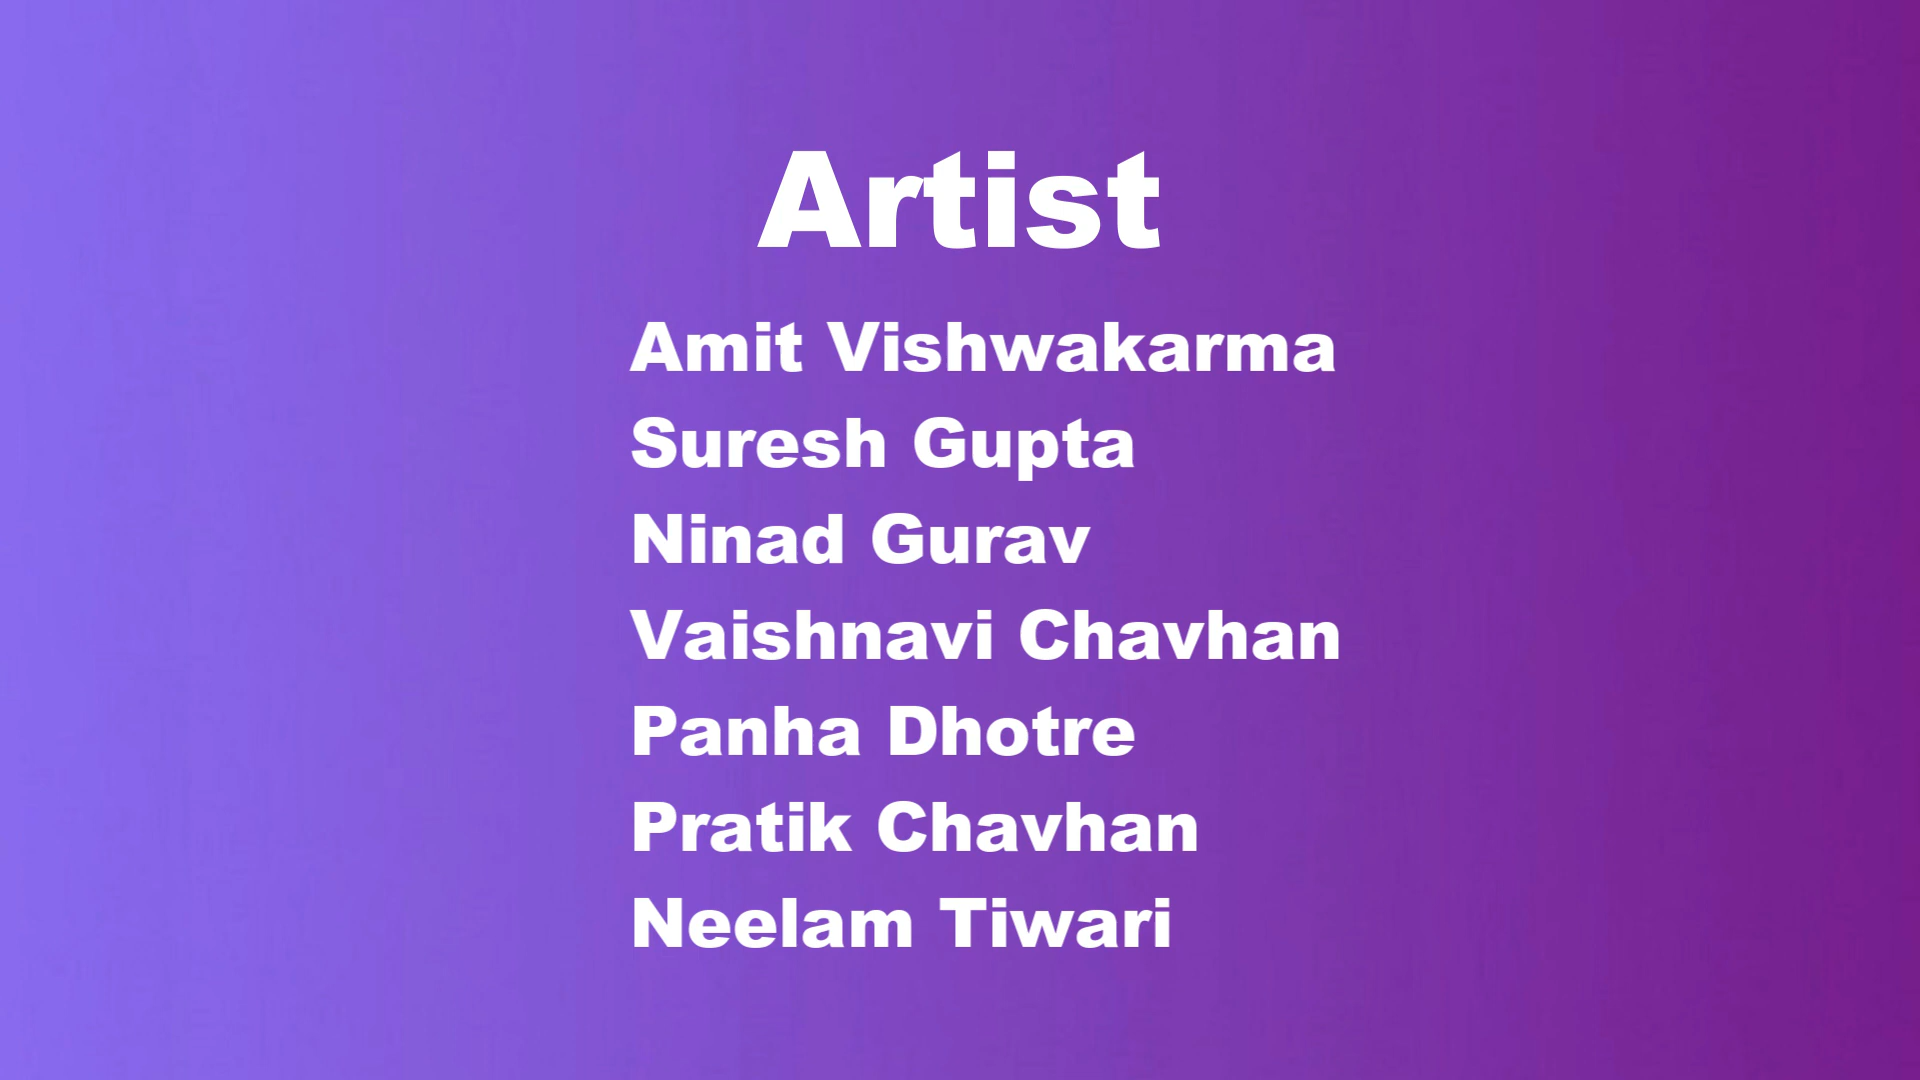 Artist
Amit Vishwakarma
Suresh Gupta
Ninad Gurav
Vaishnavi Chavhan
Panha Dhotre
Pratik Chavhan
Neelam Tiwari